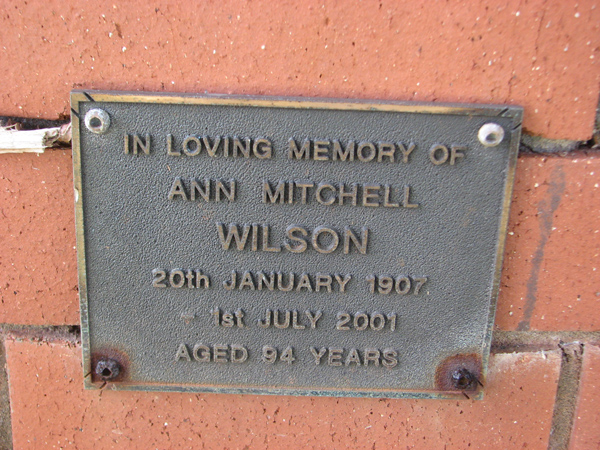 IN LOVING MEMORY OF
ANN MITCHELL
WILSON
20th JANUARY 1907
- 1st JULY 2001
AGED 94 YEARS